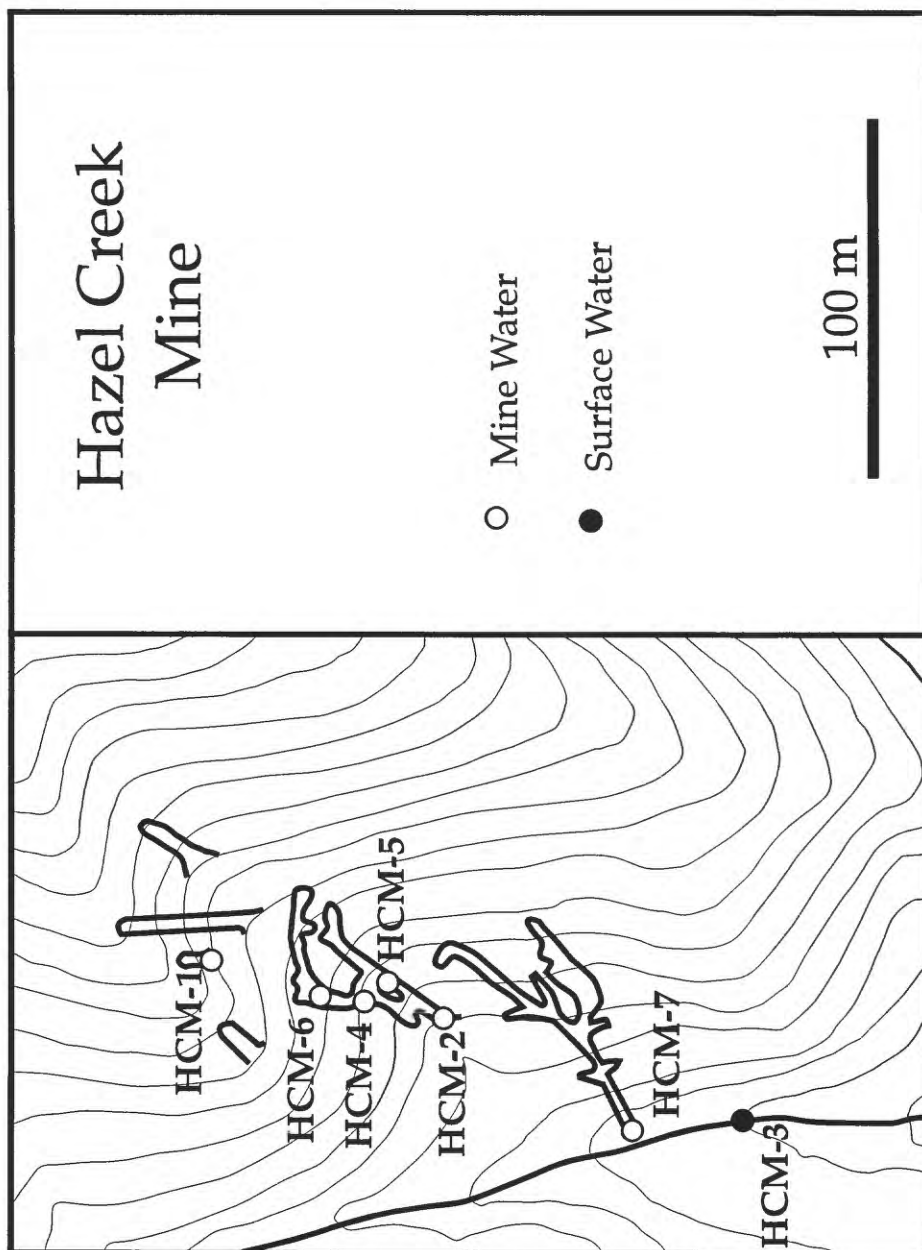 Hazel Creek
Mine
Mine Water
Surface Water
100 m
HCM-1
HCM-6
HCM-4
HCM-5
HCM-2
HCM-7
HCM-3